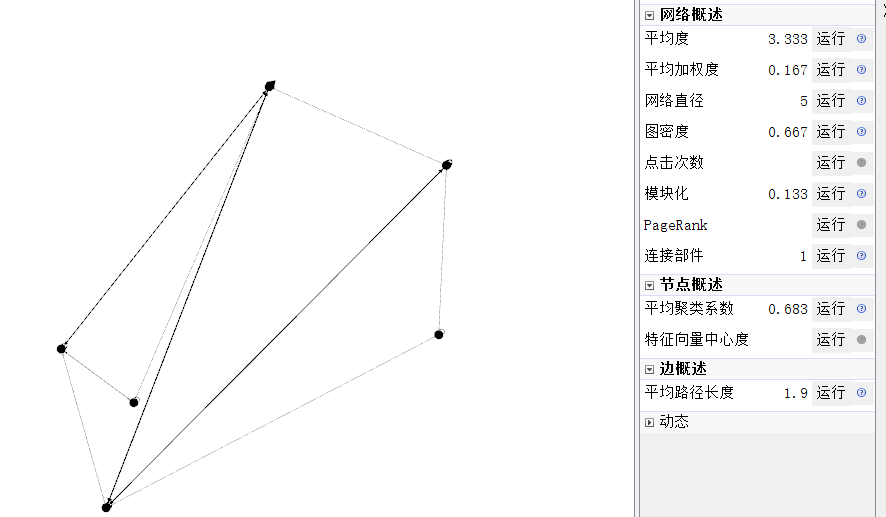 网络概述
平均度 3.333 运行
平均加权度 0.167 运行
网络直径 5 运行
图密度 0.667 运行
点击次数 运行
模块化 0.133 运行
PageRank 运行
连接部件 1 运行
节点概述
平均聚类系数 0.683 运行
特征向量中心度 运行
边概述
平均路径长度 1.9 运行
动态